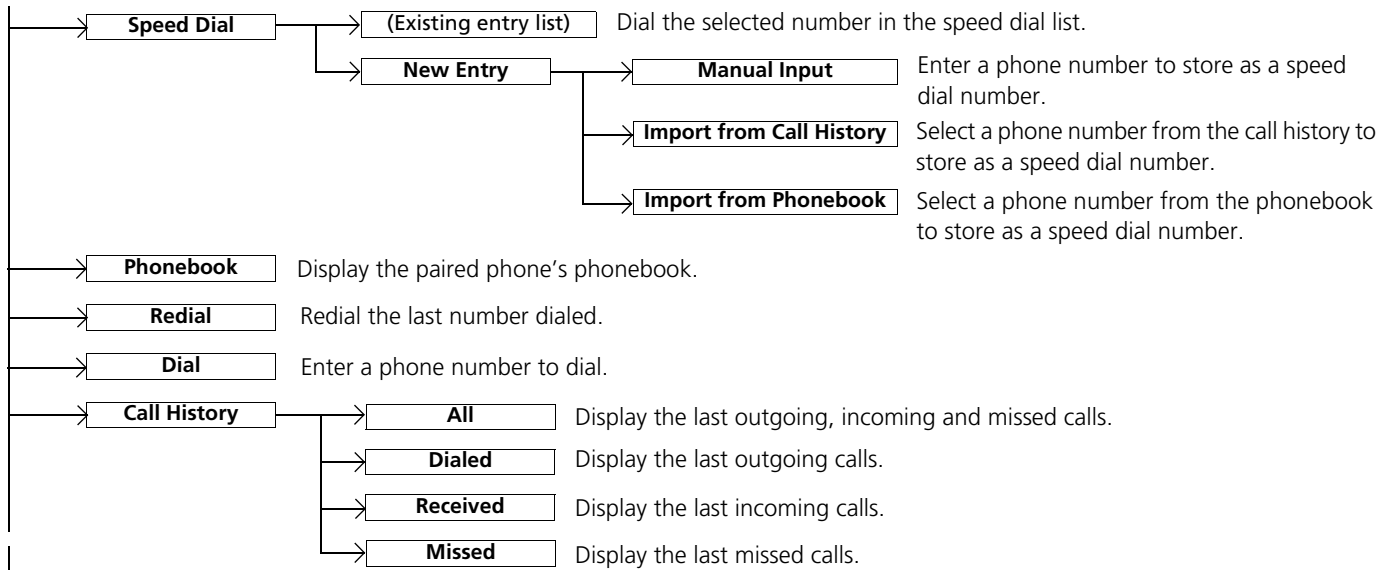 Speed Dial
(Existing entry list)
Dial the selected number in the speed dial list.
New Entry
Manual Input
Enter a phone number to store as a speed
dial number.
Import from Call History
Select a phone number from the call history to
store as a speed dial number.
Import from Phonebook
Select a phone number from the phonebook
to store as a speed dial number.
Phonebook
Display the paired phone’s phonebook.
Redial
Redial the last number dialed.
Dial
Enter a phone number to dial.
Call History
All
Display the last outgoing, incoming and missed calls.
Dialed
Display the last outgoing calls.
Received
Display the last incoming calls.
Missed
Display the last missed calls.